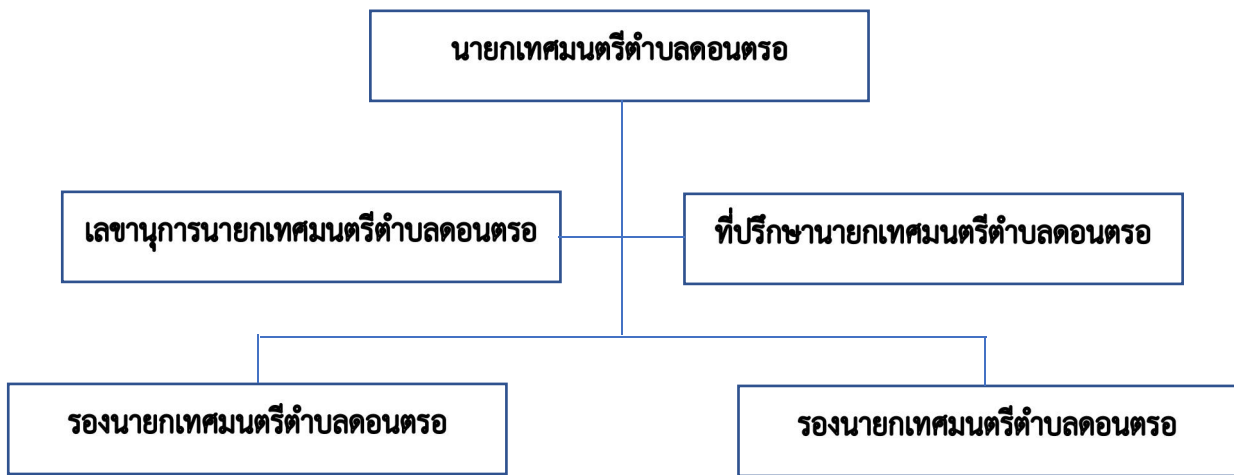 นายกเทศมนตรีตำบลดอนตรอ
เลขานุการนายกเทศมนตรีตำบลดอนตรอ
ที่ปรึกษานายกเทศมนตรีตำบลดอนตรอ
รองนายกเทศมนตรีตำบลดอนตรอ
รองนายกเทศมนตรีตำบลดอนตรอ